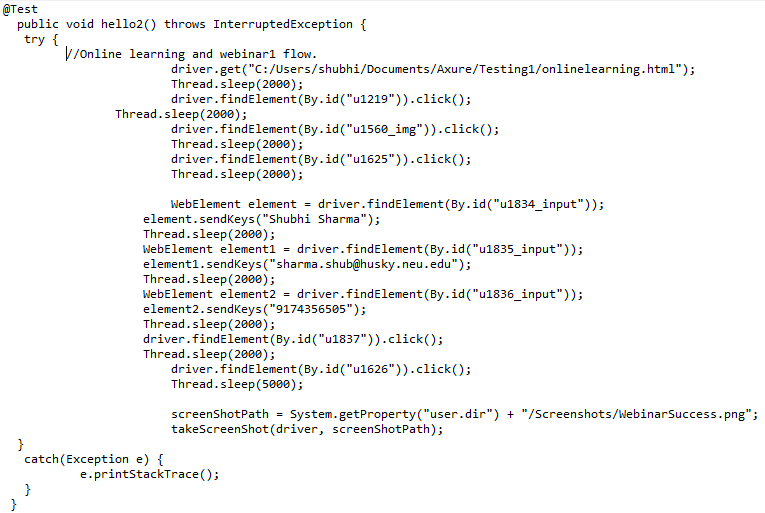 @Test
public void hello2() throws InterruptedException {
try {
//Online learning and webinar1 flow.
driver.get("C:/Users/shubhi/Documents/Axure/Testing1/onlinelearning.html");
Thread.sleep(2000);
driver.findElement(By.id("u1219")).click();
Thread.sleep(2000);
driver.findElement(By.id("u1560_img")).click();
Thread.sleep(2000);
driver.findElement(By.id("u1625")).click();
Thread.sleep(2000);
WebElement element = driver.findElement(By.id("u1834_input"));
element.sendKeys("Shubhi Sharma");
Thread.sleep(2000);
WebElement element1 = driver.findElement(By.id("u1835_input"));
element1.sendKeys("sharma.shub@husky.neu.edu");
Thread.sleep(2000);
WebElement element2 = driver.findElement(By.id("u1836_input"));
element2.sendKeys("9174356505");
Thread.sleep(2000);
driver.findElement(By.id("u1837")).click();
Thread.sleep(2000);
driver.findElement(By.id("u1626")).click();
Thread.sleep(5000);
screenShotPath = System.getProperty("user.dir") + "/Screenshots/WebinarSuccess.png";
takeScreenShot(driver, screenShotPath);
}
catch(Exception e) {
e.printStackTrace();
}
}